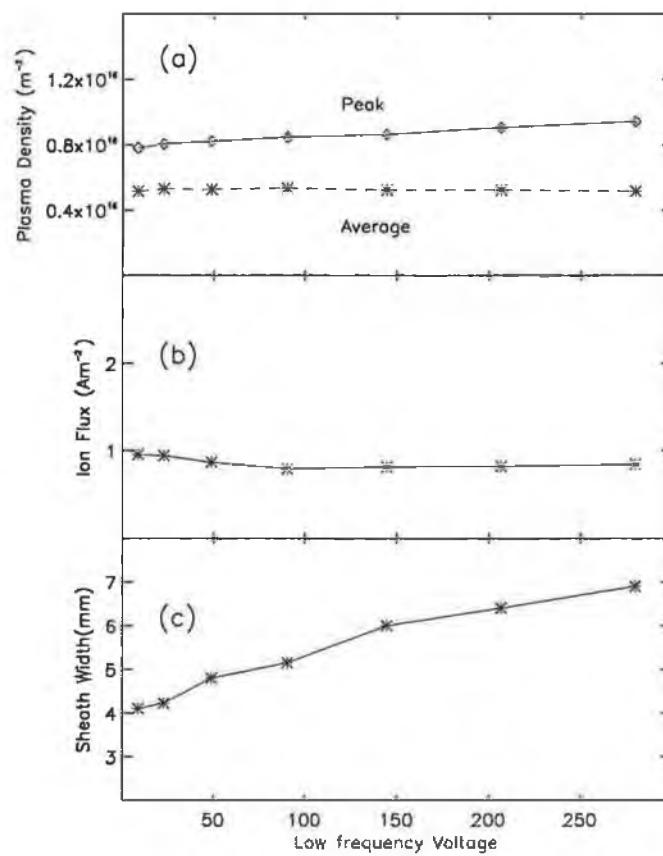 (a)
Plasma Density (m⁻³)
1.2x10¹⁶
0.8x10¹⁶
0.4x10¹⁶
Peak
Average
(b)
Ion Flux (Am⁻²)
2
1
(c)
Sheath Width(mm)
7
6
5
4
3
50 100 150 200 250
Low frequency Voltage